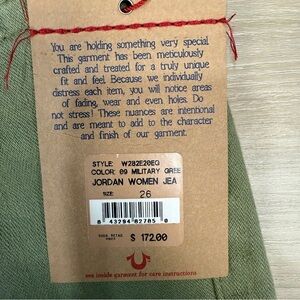 You are holding something very special.
This garment has been meticulously
crafted and treated for a truly unique
fit and feel. Because we individually
distress each item, you will notice areas
of fading, wear and even holes. Do
not stress! These nuances are intentional
and are meant to add to the character
and finish of our garment.
STYLE: W282E20EG
COLOR: 69 MILITARY GREE
JORDAN WOMEN JEA
SIZE: 26
8 43294 82785 0
SUGG. RETAIL
PRICE $ 172.00
see inside garment for care instructions